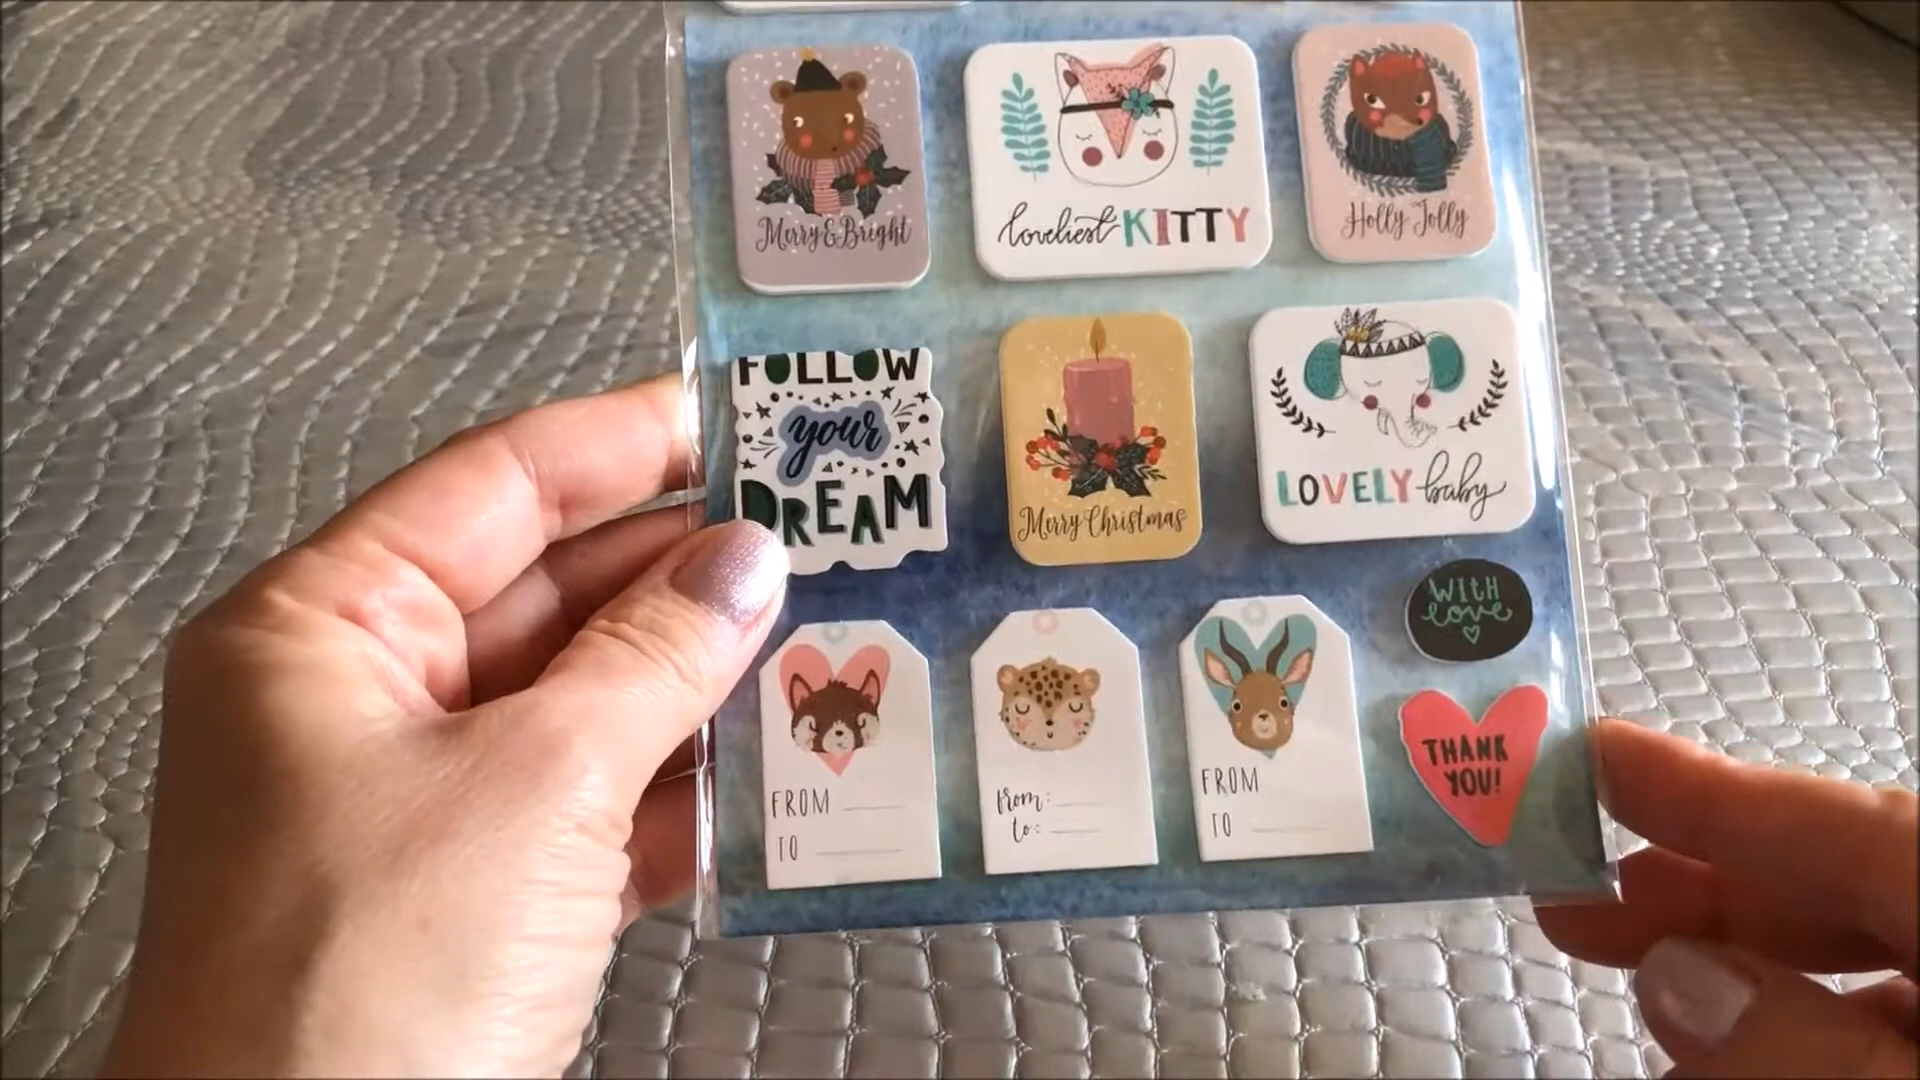 Merry & Bright
loveliest KITTY
Holly Jolly
FOLLOW
your
DREAM
Merry Christmas
LOVELY baby
WITH
love
FROM
TO
from:
to:
FROM
TO
THANK
YOU!